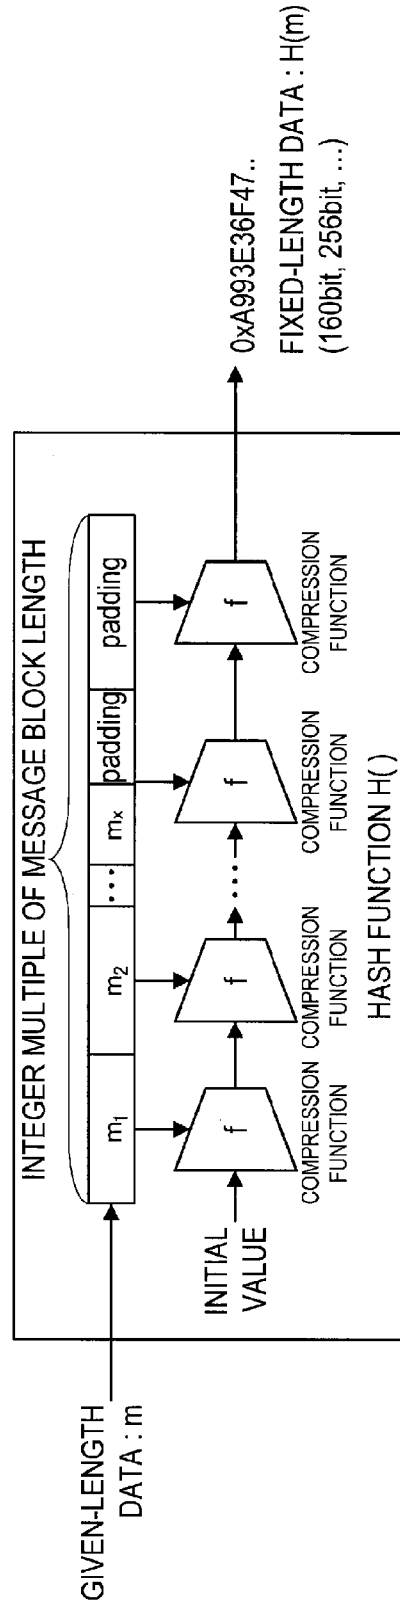 GIVEN-LENGTH
DATA : m
INTEGER MULTIPLE OF MESSAGE BLOCK LENGTH
m1
m2
...
mx
padding
padding
INITIAL
VALUE
f
f
....
f
f
COMPRESSION
FUNCTION
COMPRESSION
FUNCTION
COMPRESSION
FUNCTION
COMPRESSION
FUNCTION
HASH FUNCTION H( )
0xA993E36F47..
FIXED-LENGTH DATA : H(m)
(160bit, 256bit, ...)